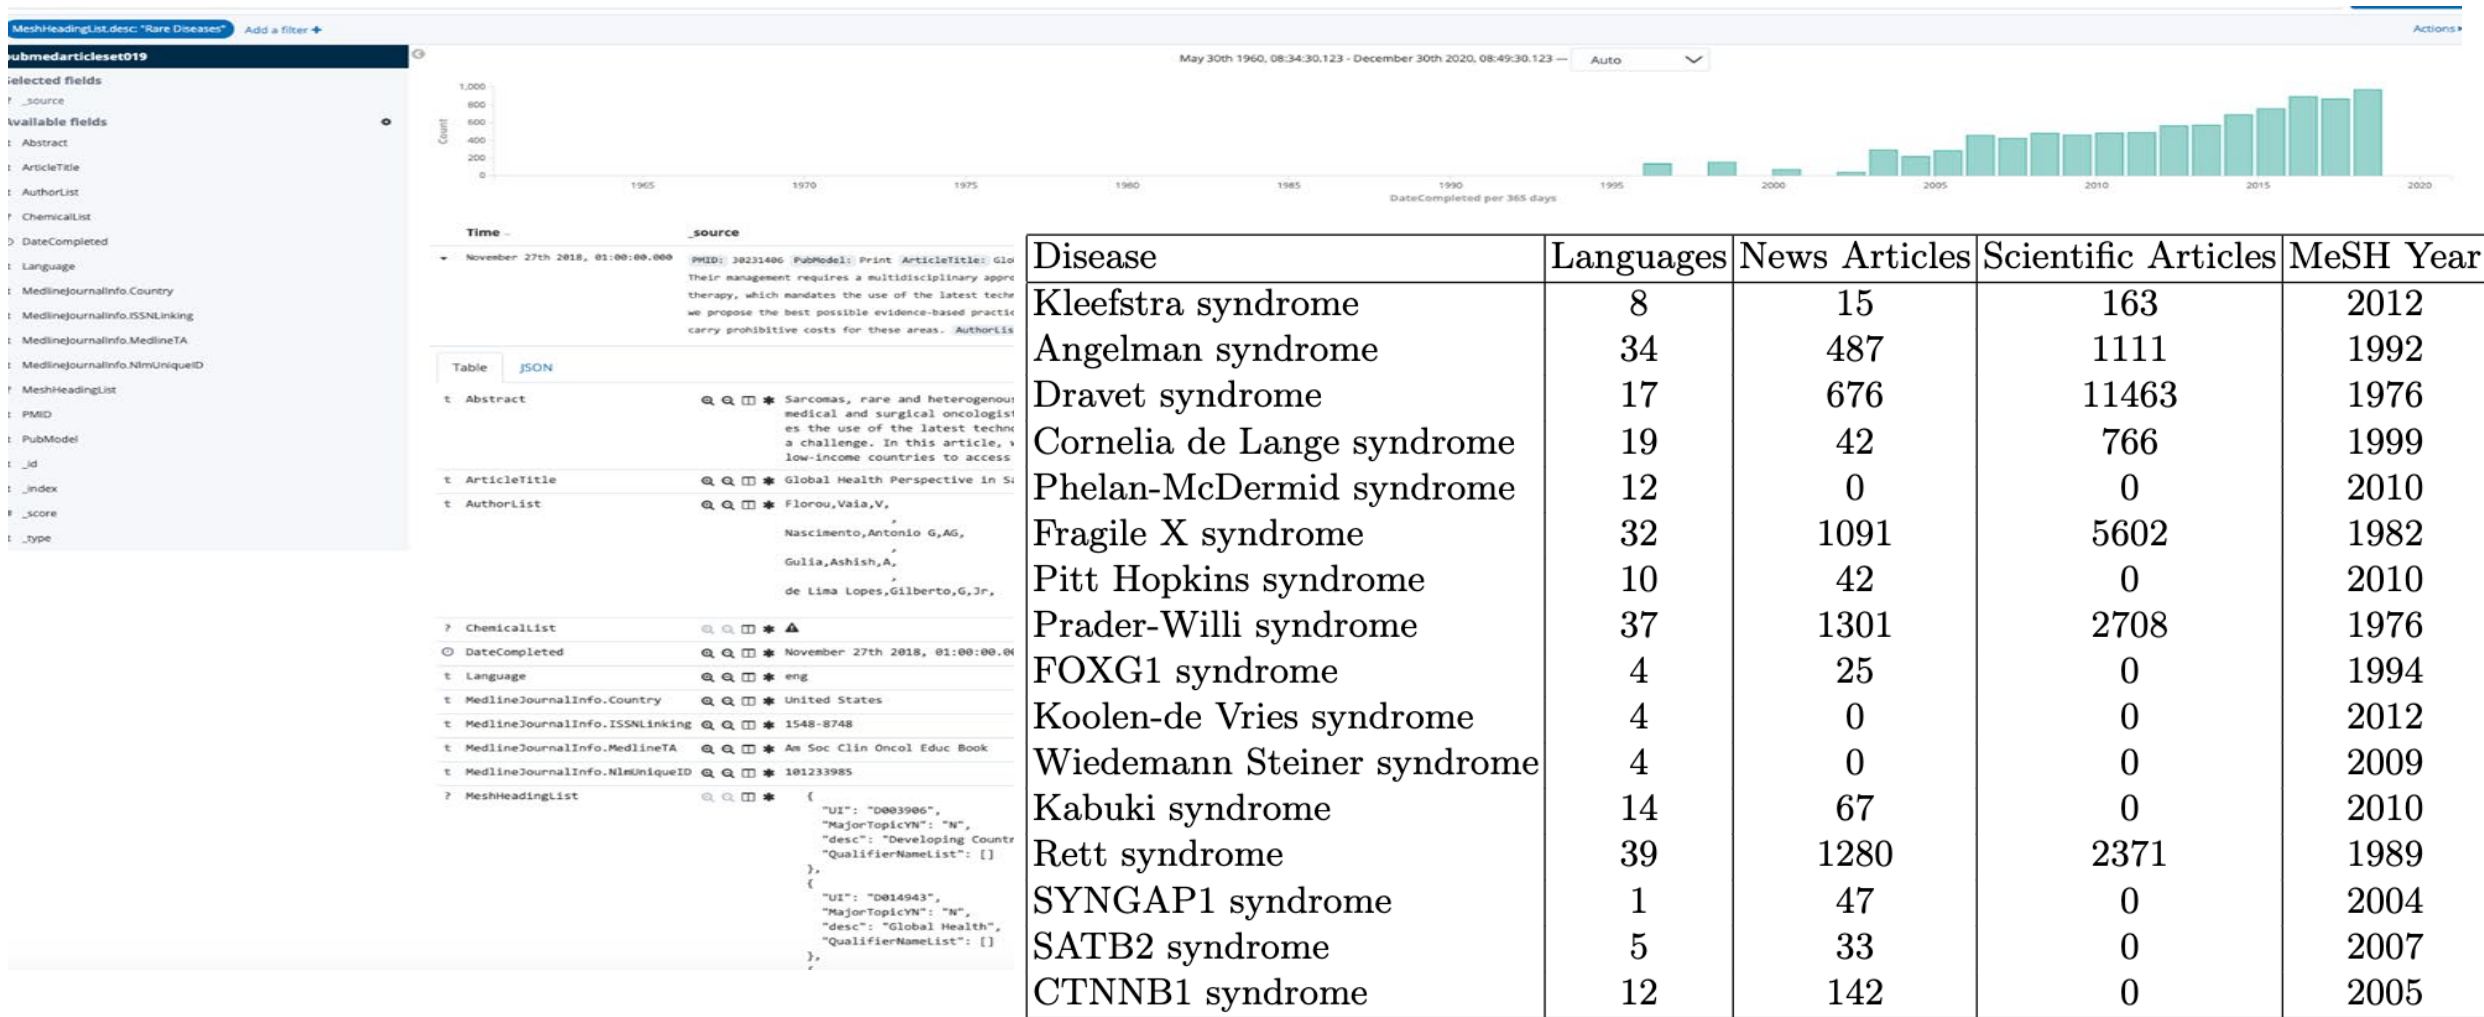 MeshHeadingList.desc: "Rare Diseases" Add a filter + Actions
ubmedarticleset019
elected fields
_source
vailable fields
Abstract
ArticleTitle
AuthorList
ChemicalList
DateCompleted
Language
MedlineJournalInfo.Country
MedlineJournalInfo.ISSNLinking
MedlineJournalInfo.MedlineTA
MedlineJournalInfo.NlmUniqueID
MeshHeadingList
PMID
PubModel
_id
_index
_score
_type
May 30th 1960, 08:34:30.123 - December 30th 2020, 08:49:30.123 — Auto
Count
1,000
800
600
400
200
0
1965 1970 1975 1980 1985 1990 1995 2000 2005 2010 2015 2020
DateCompleted per 365 days
Time _source
November 27th 2018, 01:00:00.000 PMID: 30231406 PubModel: Print ArticleTitle: Glo
Their management requires a multidisciplinary appro
therapy, which mandates the use of the latest techn
we propose the best possible evidence-based practic
carry prohibitive costs for these areas. AuthorLis
Table JSON
t Abstract Sarcomas, rare and heterogenous
medical and surgical oncologist
es the use of the latest techno
a challenge. In this article, w
low-income countries to access
t ArticleTitle Global Health Perspective in Sa
t AuthorList Florou,Vaia,V,
,
Nascimento,Antonio G,AG,
,
Gulia,Ashish,A,
,
de Lima Lopes,Gilberto,G,Jr,
? ChemicalList
DateCompleted November 27th 2018, 01:00:00.00
t Language eng
t MedlineJournalInfo.Country United States
t MedlineJournalInfo.ISSNLinking 1548-8748
t MedlineJournalInfo.MedlineTA Am Soc Clin Oncol Educ Book
t MedlineJournalInfo.NlmUniqueID 101233985
? MeshHeadingList {
"UI": "D003906",
"MajorTopicYN": "N",
"desc": "Developing Countr
"QualifierNameList": []
},
{
"UI": "D014943",
"MajorTopicYN": "N",
"desc": "Global Health",
"QualifierNameList": []
},
{
Disease Languages News Articles Scientific Articles MeSH Year
Kleefstra syndrome 8 15 163 2012
Angelman syndrome 34 487 1111 1992
Dravet syndrome 17 676 11463 1976
Cornelia de Lange syndrome 19 42 766 1999
Phelan-McDermid syndrome 12 0 0 2010
Fragile X syndrome 32 1091 5602 1982
Pitt Hopkins syndrome 10 42 0 2010
Prader-Willi syndrome 37 1301 2708 1976
FOXG1 syndrome 4 25 0 1994
Koolen-de Vries syndrome 4 0 0 2012
Wiedemann Steiner syndrome 4 0 0 2009
Kabuki syndrome 14 67 0 2010
Rett syndrome 39 1280 2371 1989
SYNGAP1 syndrome 1 47 0 2004
SATB2 syndrome 5 33 0 2007
CTNNB1 syndrome 12 142 0 2005